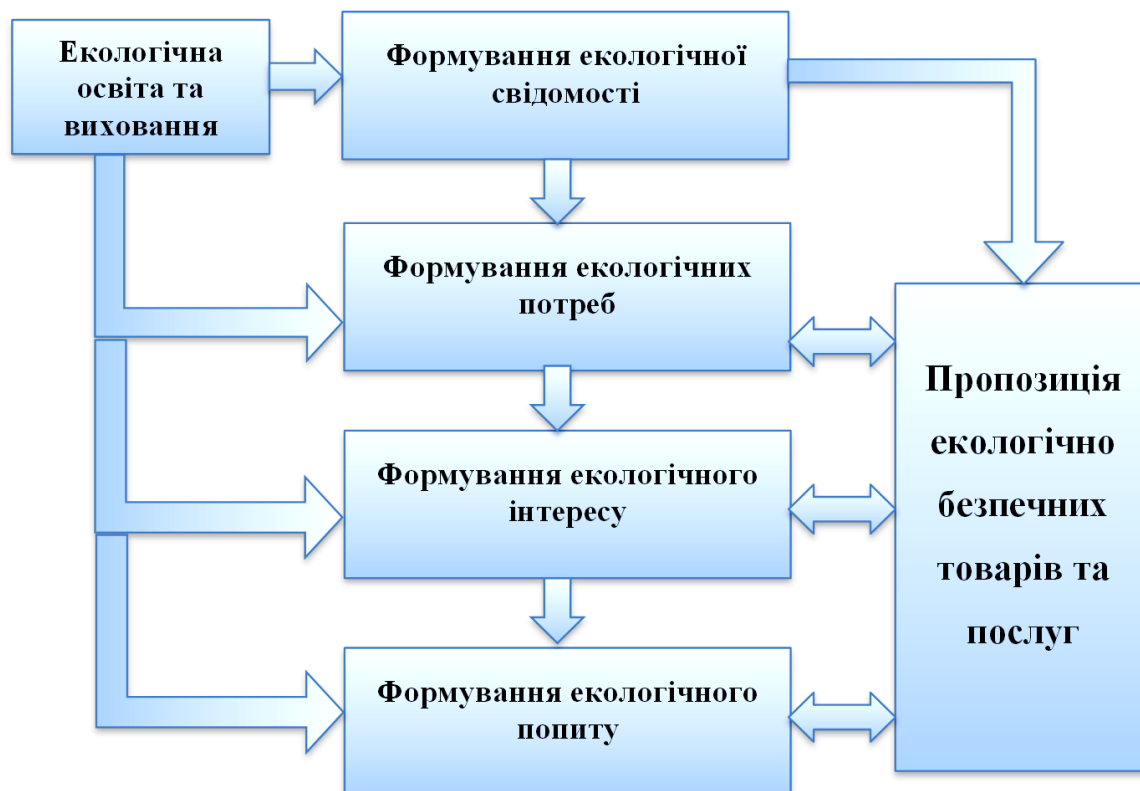 Екологічна
освіта та
виховання
Формування екологічної
свідомості
Формування екологічних
потреб
Формування екологічного
інтересу
Формування екологічного
попиту
Пропозиція
екологічно
безпечних
товарів та
послуг